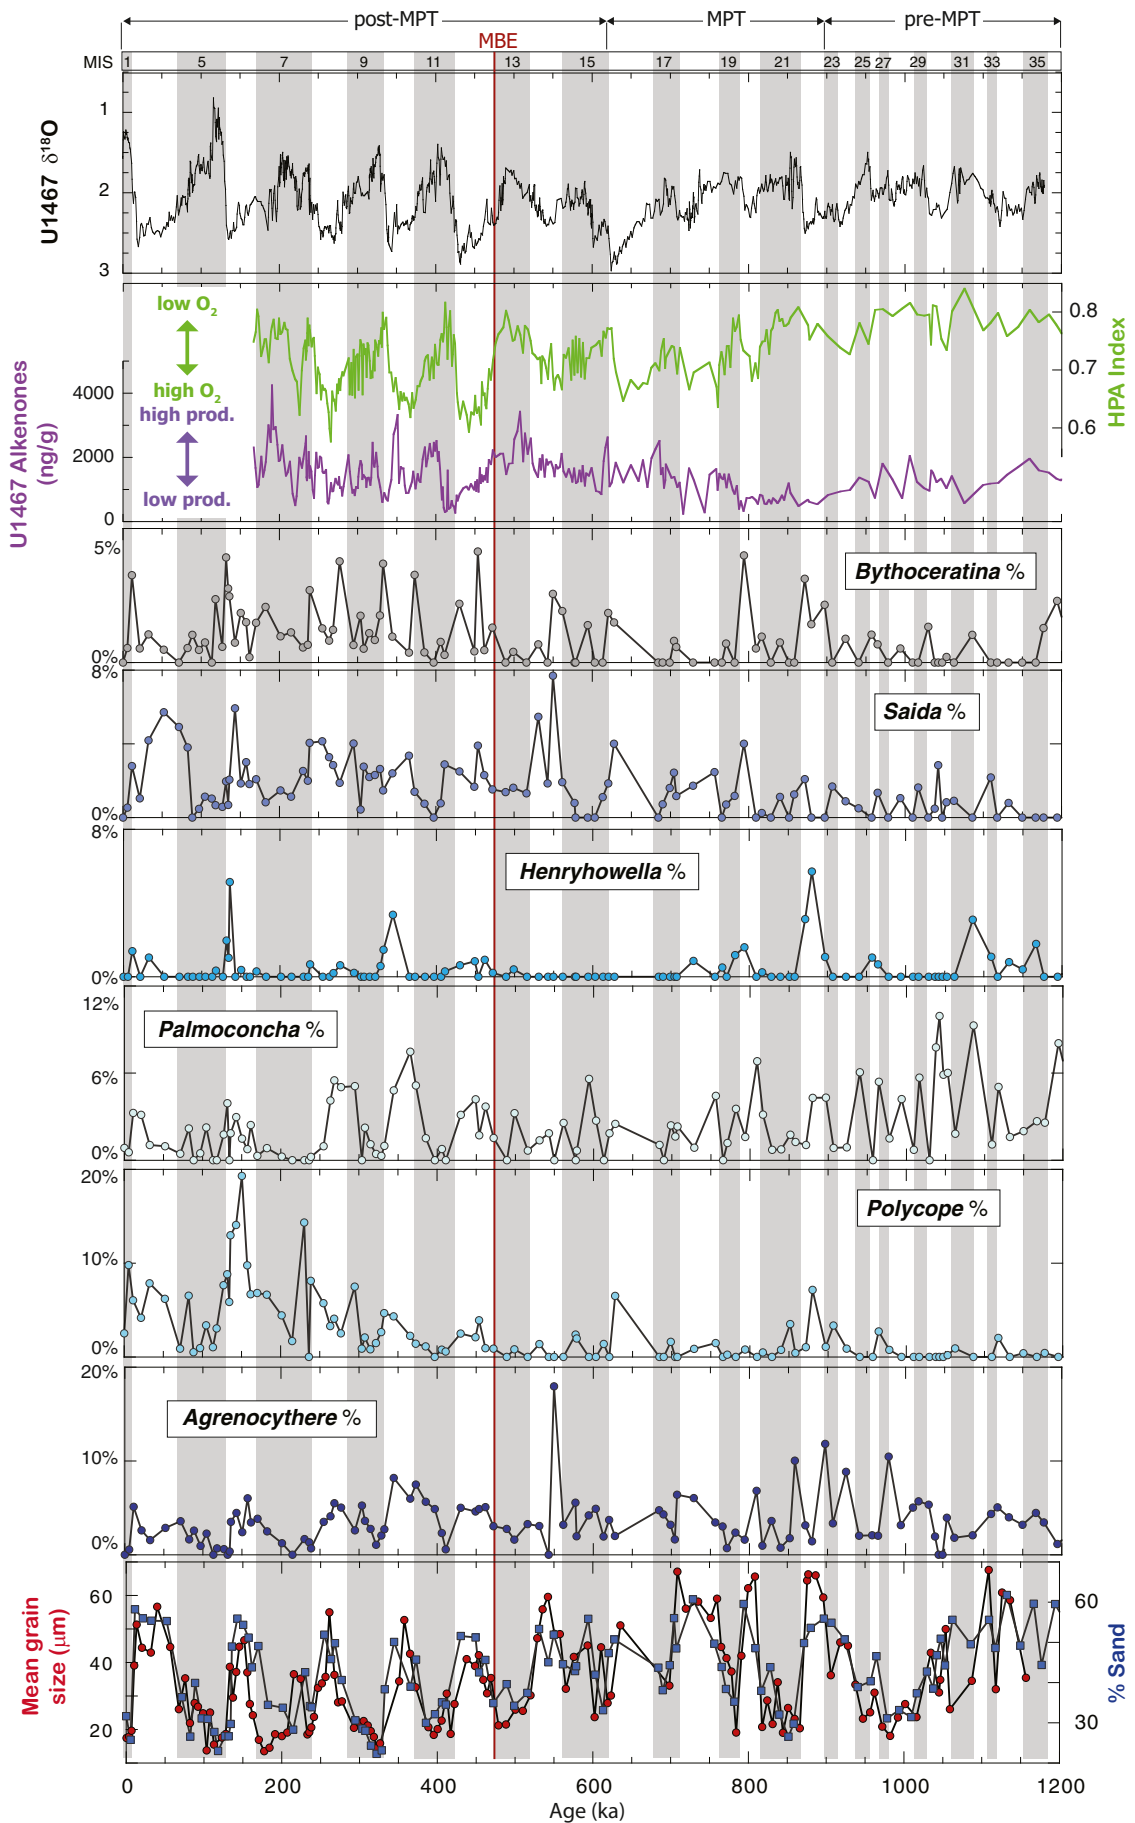 post-MPT MPT pre-MPT
MBE
MIS 1 5 7 9 11 13 15 17 19 21 23 25 27 29 31 33 35
U1467 δ18O
1
2
3
low O2
high O2
high prod.
low prod.
U1467 Alkenones
(ng/g)
4000
2000
0
HPA Index
0.8
0.7
0.6
5%
0%
Bythoceratina %
8%
0%
Saida %
8%
0%
Henryhowella %
12%
6%
0%
Palmoconcha %
20%
10%
0%
Polycope %
20%
10%
0%
Agrenocythere %
Mean grain
size (µm)
60
40
20
% Sand
60
30
0 200 400 600 800 1000 1200
Age (ka)